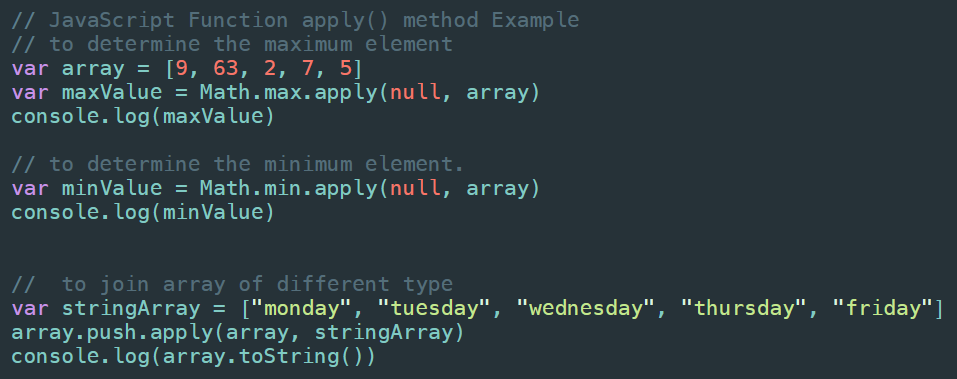 // JavaScript Function apply() method Example
// to determine the maximum element
var array = [9, 63, 2, 7, 5]
var maxValue = Math.max.apply(null, array)
console.log(maxValue)
// to determine the minimum element.
var minValue = Math.min.apply(null, array)
console.log(minValue)
//  to join array of different type
var stringArray = ["monday", "tuesday", "wednesday", "thursday", "friday"]
array.push.apply(array, stringArray)
console.log(array.toString())